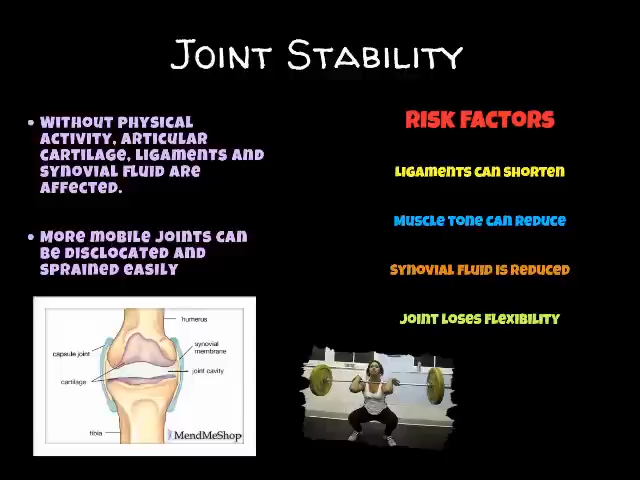 Joint Stability
Without physical
activity, articular
cartilage, ligaments and
synovial fluid are
affected.
More mobile joints can
be disclocated and
sprained easily
Risk Factors
Ligaments can shorten
Muscle tone can reduce
Synovial fluid is reduced
Joint loses flexibility
humerus
capsule joint
synovial
membrane
joint cavity
cartilage
tibia
MendMeShop